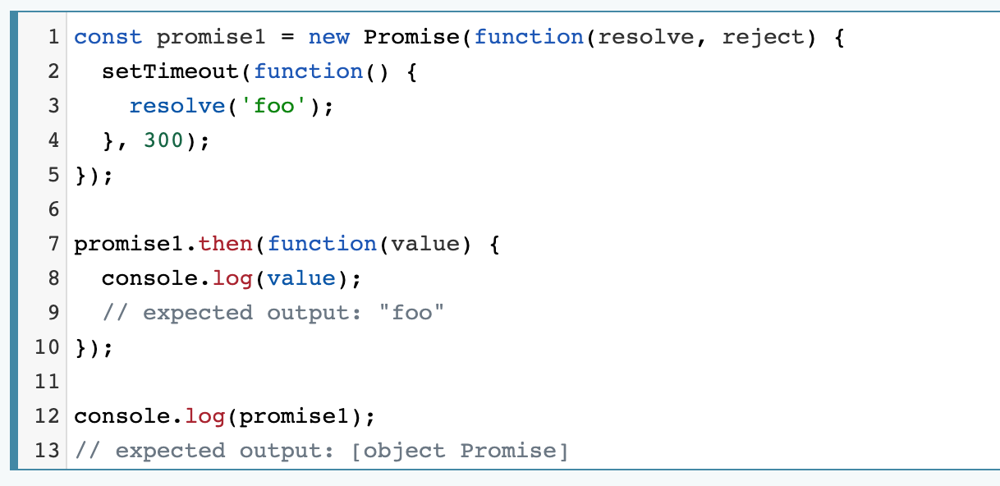 1 const promise1 = new Promise(function(resolve, reject) {
2   setTimeout(function() {
3     resolve('foo');
4   }, 300);
5 });
6
7 promise1.then(function(value) {
8   console.log(value);
9   // expected output: "foo"
10 });
11
12 console.log(promise1);
13 // expected output: [object Promise]